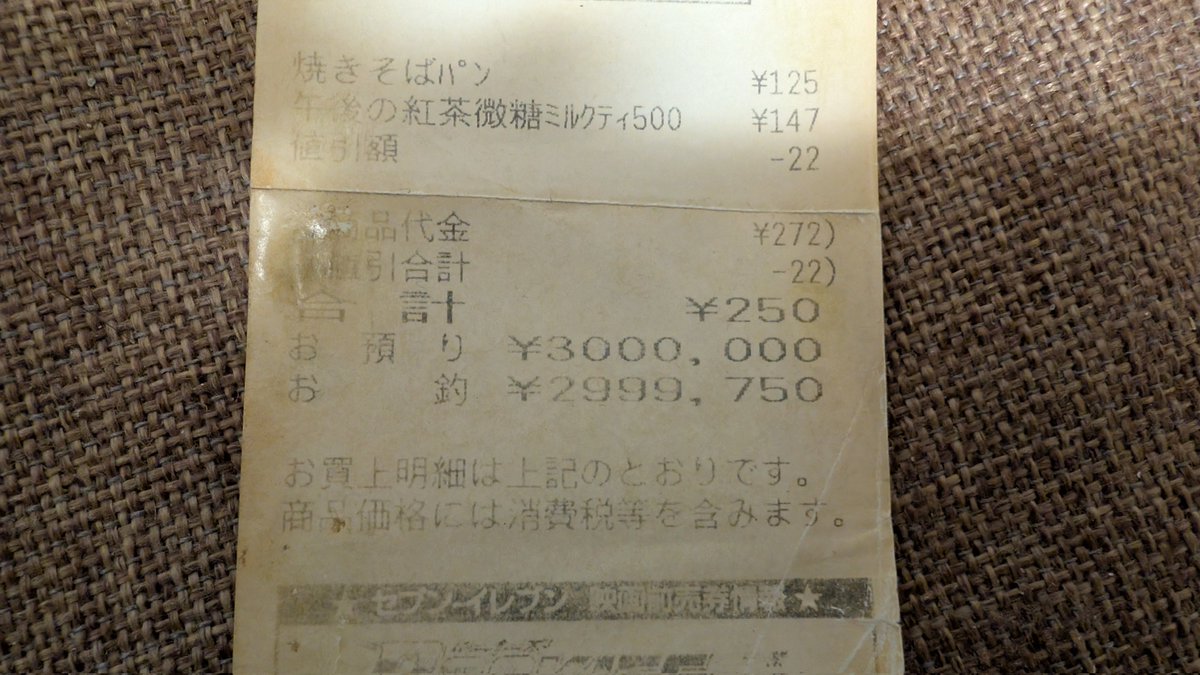 焼きそばパン ¥125
午後の紅茶微糖ミルクティ500 ¥147
値引額 -22
商品代金 ¥272)
値引合計 -22)
合計 ¥250
お預り ¥3000,000
お釣 ¥2999,750
お買上明細は上記のとおりです。
商品価格には消費税等を含みます。
★ セブン-イレブン 映画前売券情報 ★